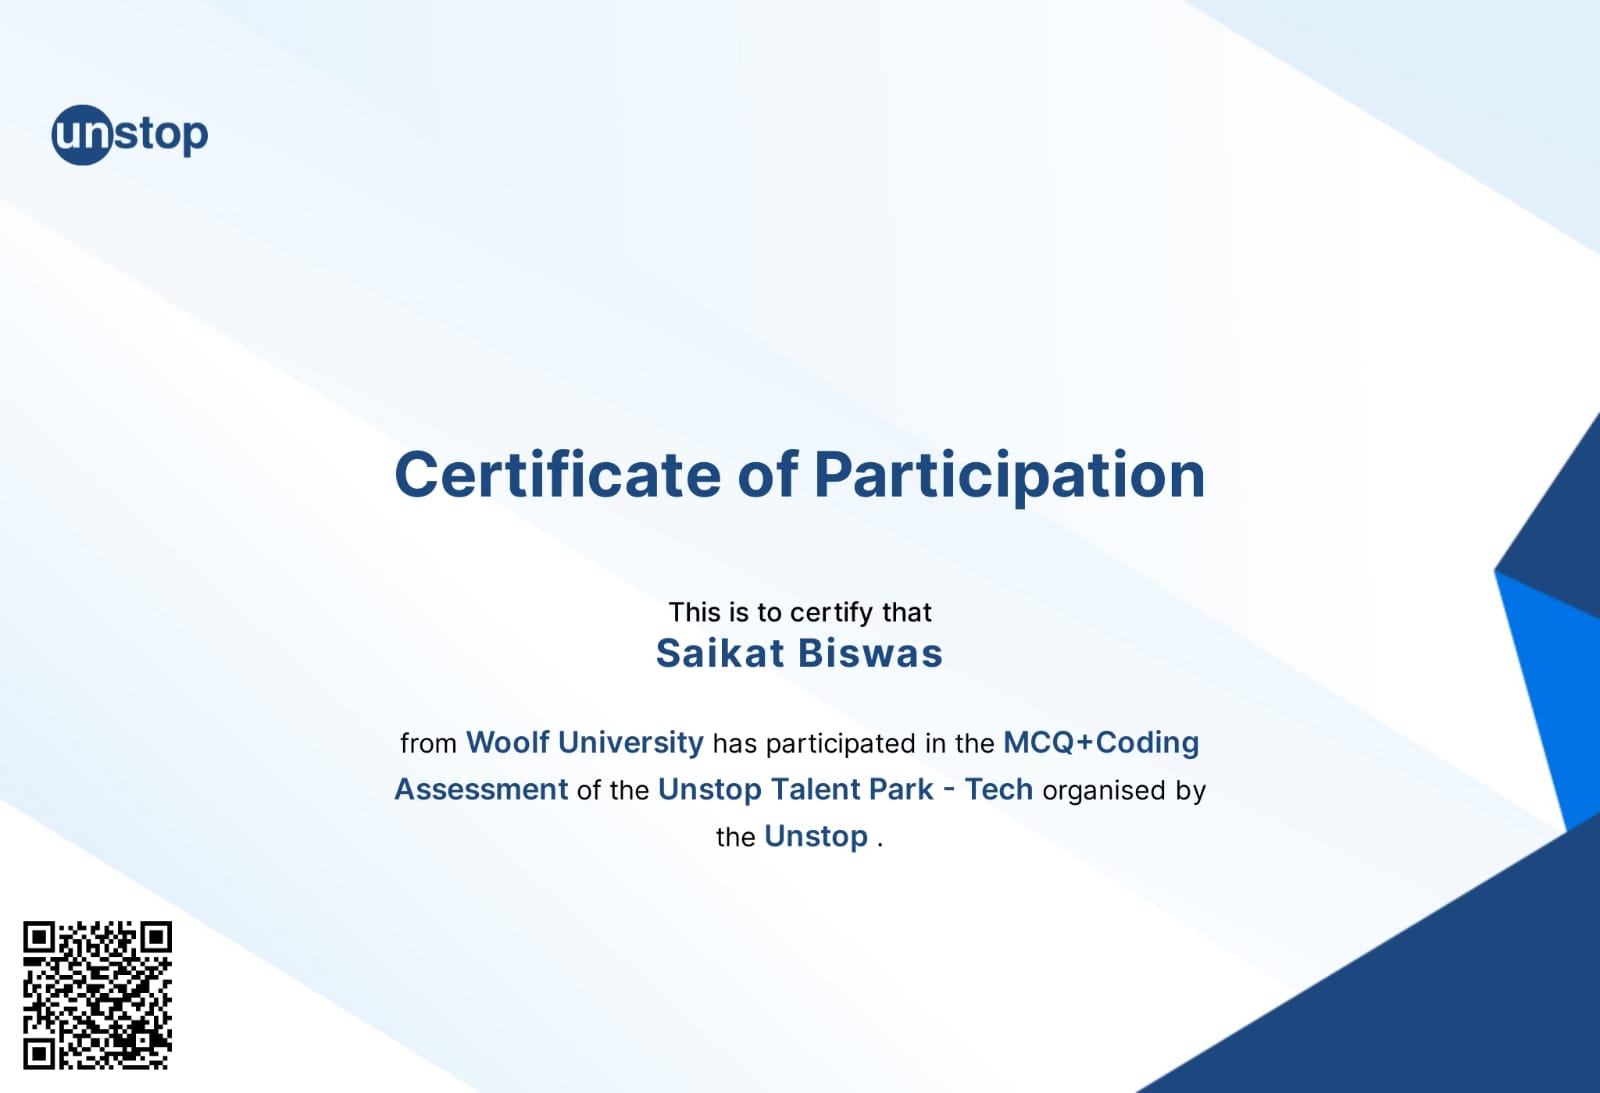 unstop
Certificate of Participation
This is to certify that
Saikat Biswas
from Woolf University has participated in the MCQ+Coding
Assessment of the Unstop Talent Park - Tech organised by
the Unstop .